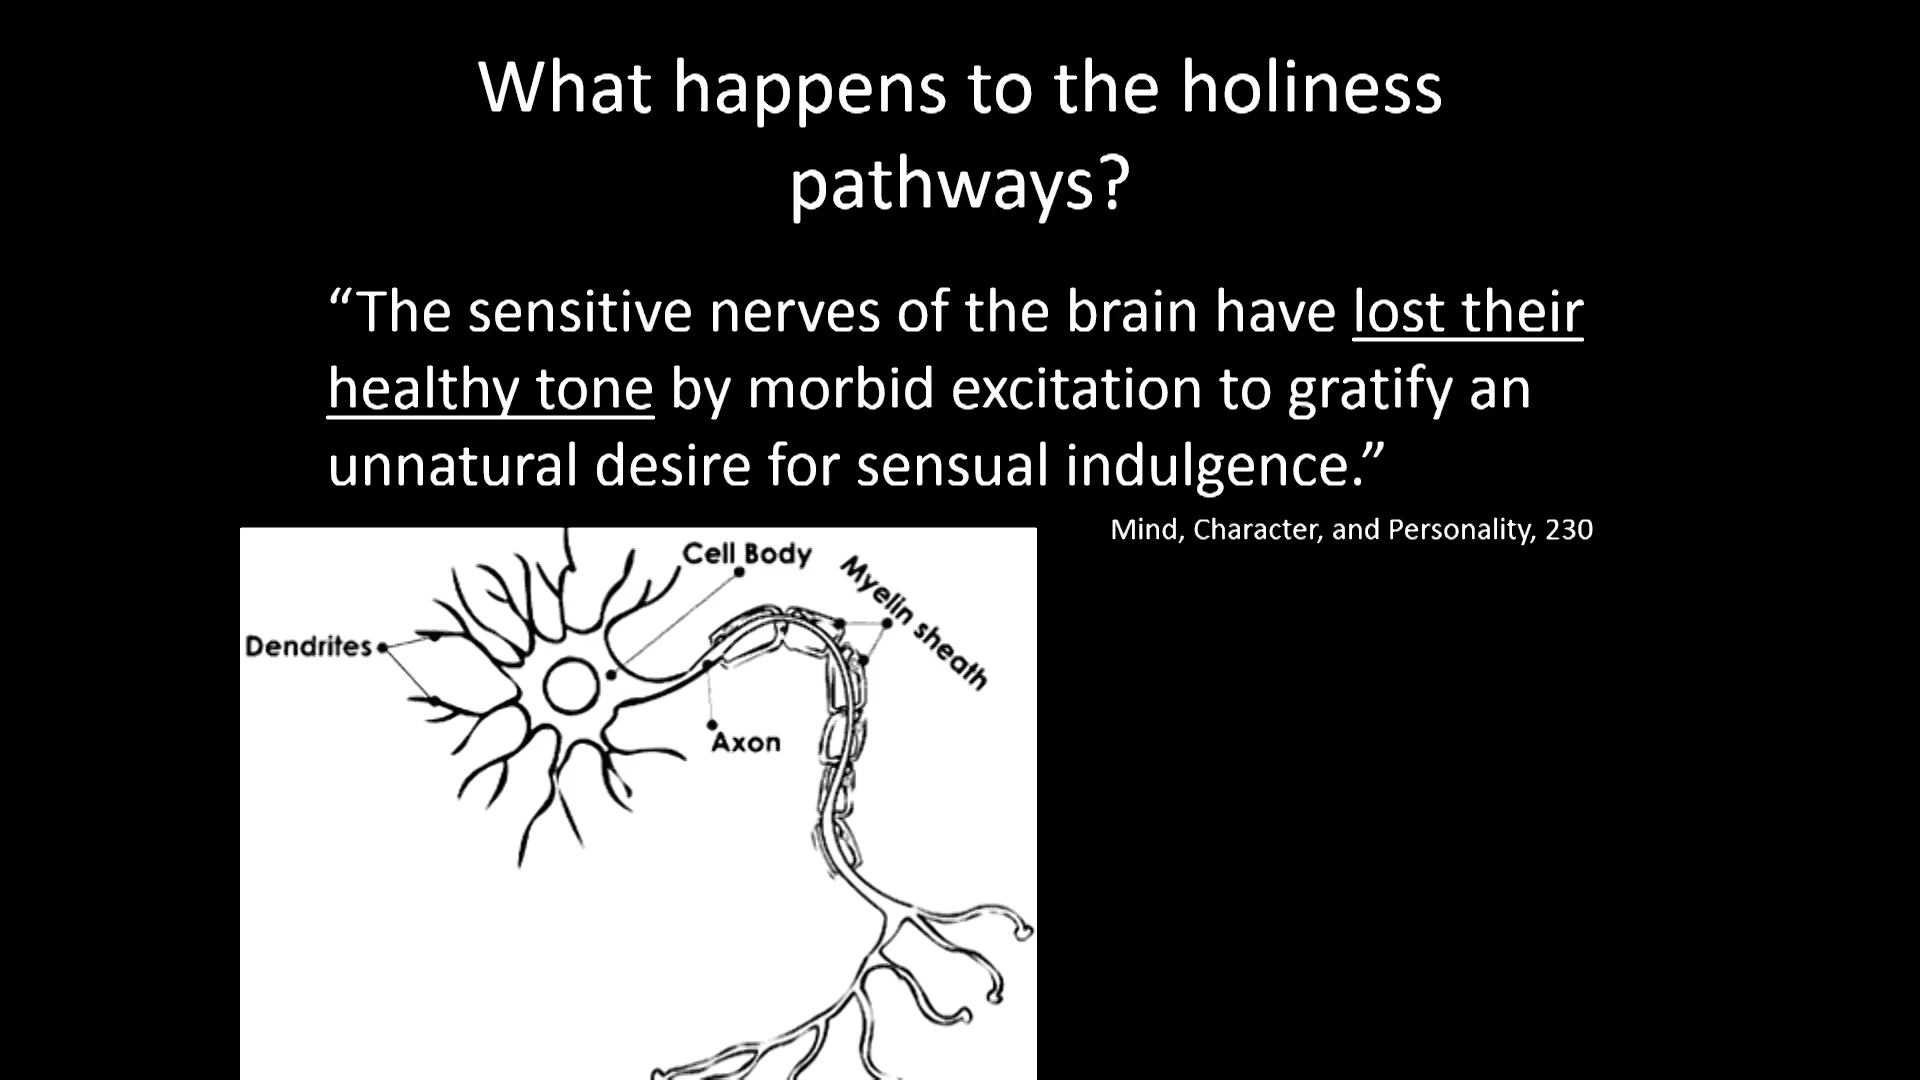 What happens to the holiness
pathways?
“The sensitive nerves of the brain have lost their
healthy tone by morbid excitation to gratify an
unnatural desire for sensual indulgence.”
Mind, Character, and Personality, 230
Cell Body
Myelin sheath
Dendrites
Axon